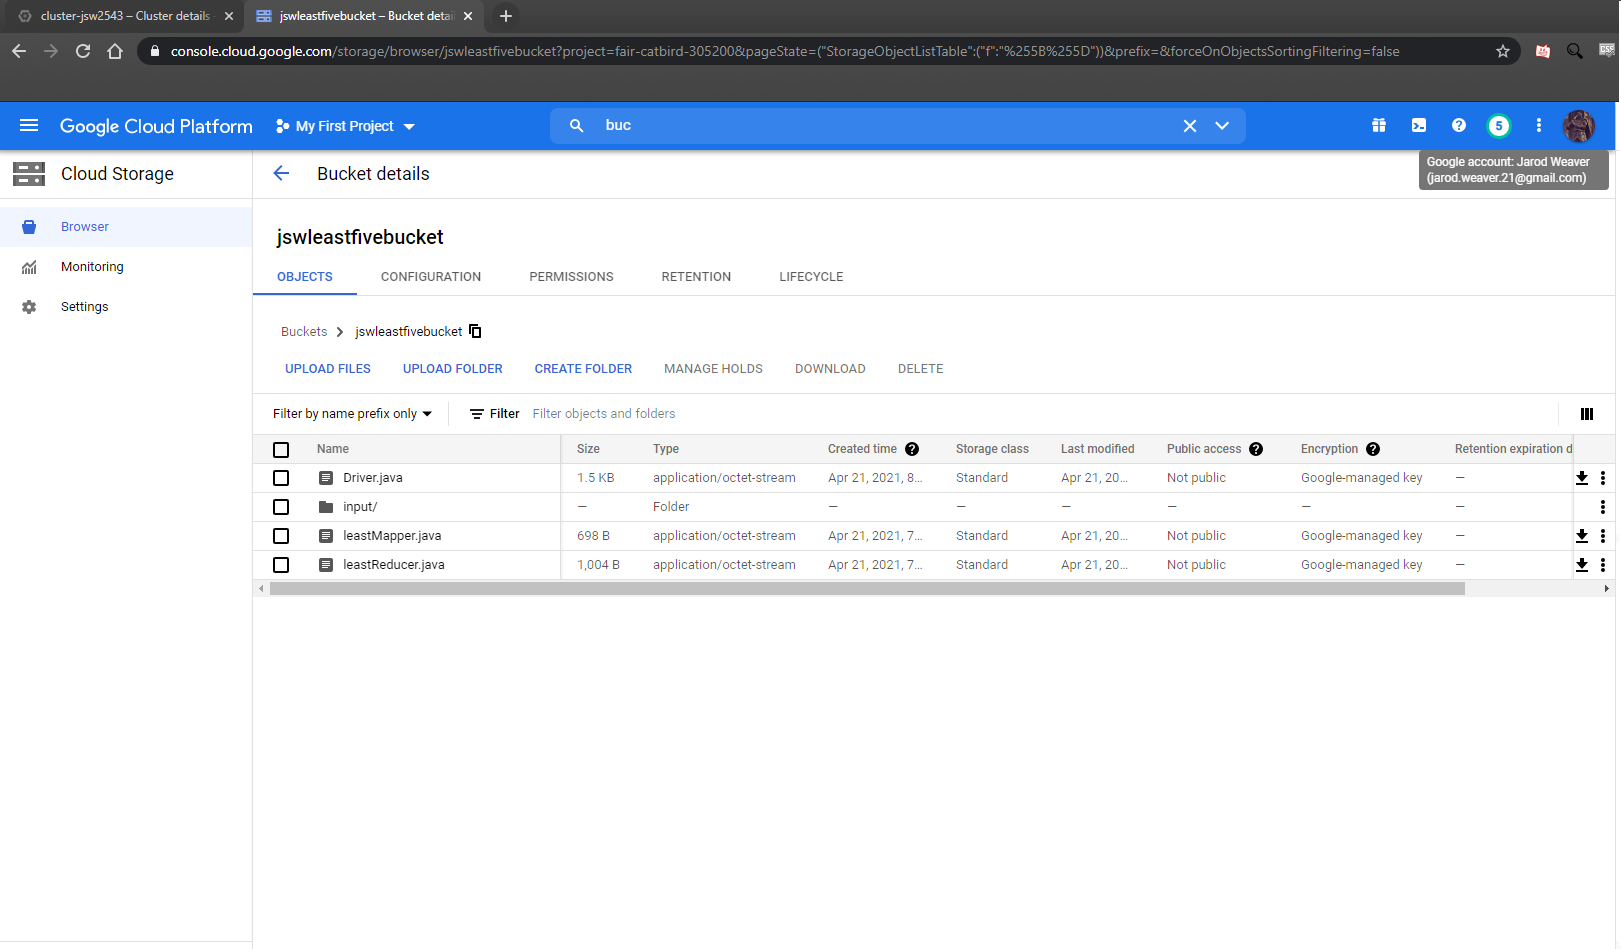 cluster-jsw2543 – Cluster details
jswleastfivebucket – Bucket detai
console.cloud.google.com/storage/browser/jswleastfivebucket?project=fair-catbird-305200&pageState=("StorageObjectListTable":("f":"%255B%255D"))&prefix=&forceOnObjectsSortingFiltering=false
Google Cloud Platform My First Project buc 5
Cloud Storage Bucket details
Google account: Jarod Weaver
(jarod.weaver.21@gmail.com)
Browser
Monitoring
Settings
jswleastfivebucket
OBJECTS CONFIGURATION PERMISSIONS RETENTION LIFECYCLE
Buckets jswleastfivebucket
UPLOAD FILES UPLOAD FOLDER CREATE FOLDER MANAGE HOLDS DOWNLOAD DELETE
Filter by name prefix only Filter Filter objects and folders
Name Size Type Created time Storage class Last modified Public access Encryption Retention expiration d
Driver.java 1.5 KB application/octet-stream Apr 21, 2021, 8... Standard Apr 21, 20... Not public Google-managed key —
input/ — Folder — — — — — —
leastMapper.java 698 B application/octet-stream Apr 21, 2021, 7... Standard Apr 21, 20... Not public Google-managed key —
leastReducer.java 1,004 B application/octet-stream Apr 21, 2021, 7... Standard Apr 21, 20... Not public Google-managed key —